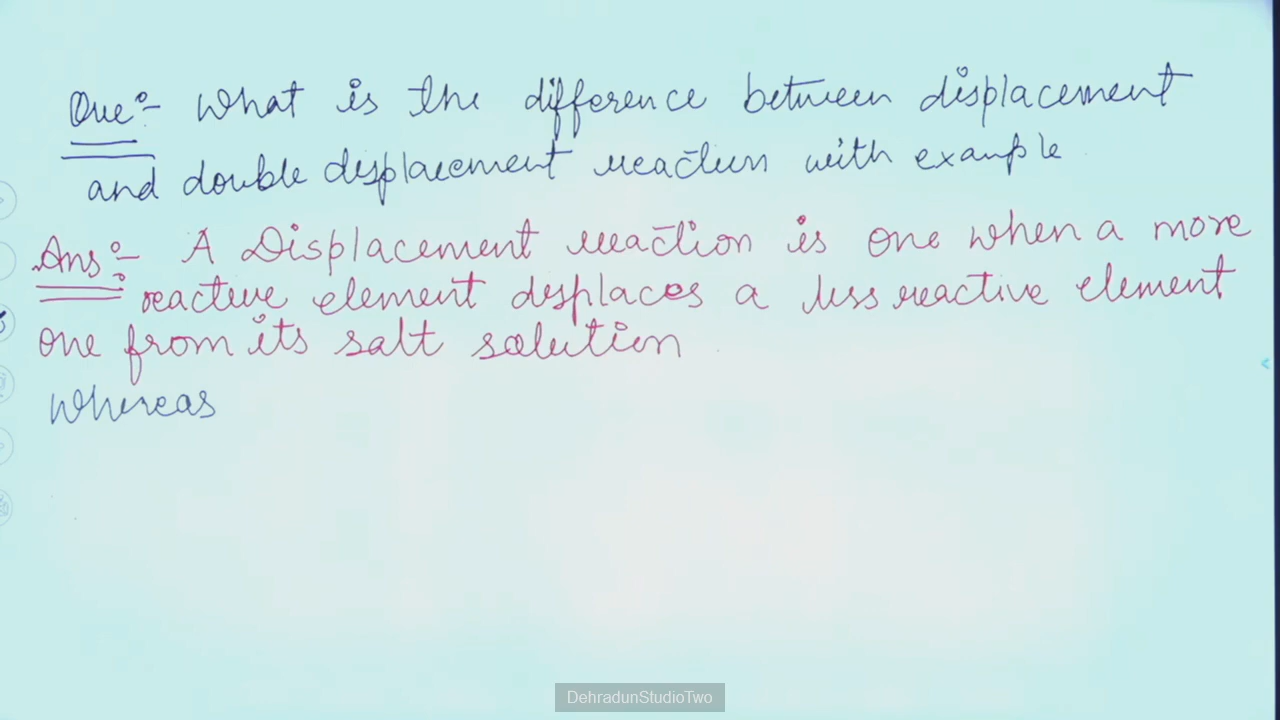 Que:- What is the difference between displacement
and double displacement reaction with example
Ans:- A Displacement reaction is one when a more
reactive element displaces a less reactive element
one from its salt solution
Whereas
DehradunStudioTwo